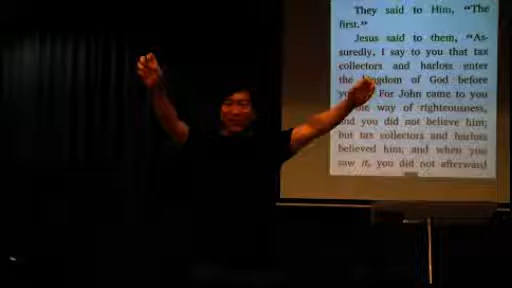 They said to Him, "The
first."
Jesus said to them, "As-
suredly, I say to you that tax
collectors and harlots enter
the kingdom of God before
For John came to you
way of righteousness,
and you did not believe him;
but tax collectors and harlots
believed him; and when you
saw it, you did not afterward